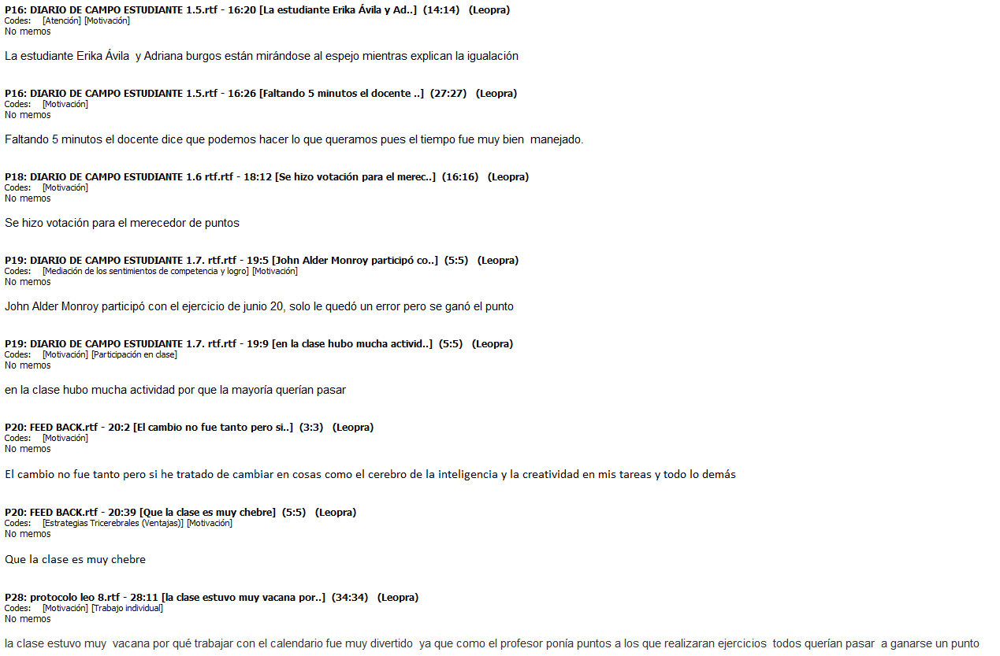 P16: DIARIO DE CAMPO ESTUDIANTE 1.5.rtf - 16:20 [La estudiante Erika Ávila y Ad..] (14:14) (Leopra)
Codes: [Atención] [Motivación]
No memos
La estudiante Erika Ávila y Adriana burgos están mirándose al espejo mientras explican la igualación
P16: DIARIO DE CAMPO ESTUDIANTE 1.5.rtf - 16:26 [Faltando 5 minutos el docente ..] (27:27) (Leopra)
Codes: [Motivación]
No memos
Faltando 5 minutos el docente dice que podemos hacer lo que queramos pues el tiempo fue muy bien manejado.
P18: DIARIO DE CAMPO ESTUDIANTE 1.6 rtf.rtf - 18:12 [Se hizo votación para el merec..] (16:16) (Leopra)
Codes: [Motivación]
No memos
Se hizo votación para el merecedor de puntos
P19: DIARIO DE CAMPO ESTUDIANTE 1.7. rtf.rtf - 19:5 [John Alder Monroy participó co..] (5:5) (Leopra)
Codes: [Mediación de los sentimientos de competencia y logro] [Motivación]
No memos
John Alder Monroy participó con el ejercicio de junio 20, solo le quedó un error pero se ganó el punto
P19: DIARIO DE CAMPO ESTUDIANTE 1.7. rtf.rtf - 19:9 [en la clase hubo mucha activid..] (5:5) (Leopra)
Codes: [Motivación] [Participación en clase]
No memos
en la clase hubo mucha actividad por que la mayoría querían pasar
P20: FEED BACK.rtf - 20:2 [El cambio no fue tanto pero si..] (3:3) (Leopra)
Codes: [Motivación]
No memos
El cambio no fue tanto pero si he tratado de cambiar en cosas como el cerebro de la inteligencia y la creatividad en mis tareas y todo lo demás
P20: FEED BACK.rtf - 20:39 [Que la clase es muy chebre] (5:5) (Leopra)
Codes: [Estrategias Tricerebrales (Ventajas)] [Motivación]
No memos
Que la clase es muy chebre
P28: protocolo leo 8.rtf - 28:11 [la clase estuvo muy vacana por..] (34:34) (Leopra)
Codes: [Motivación] [Trabajo individual]
No memos
la clase estuvo muy vacana por qué trabajar con el calendario fue muy divertido ya que como el profesor ponía puntos a los que realizaran ejercicios todos querían pasar a ganarse un punto